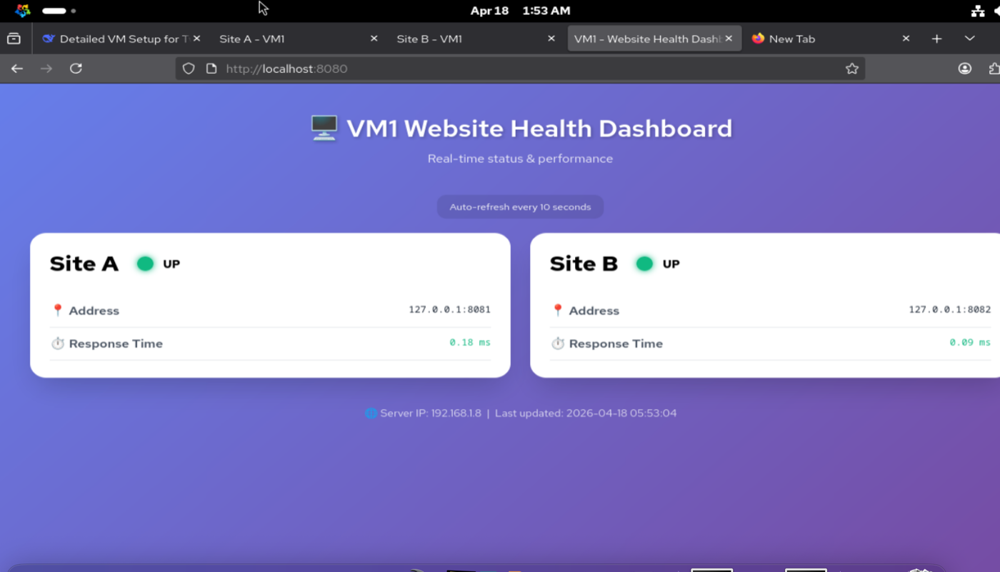 Apr 18 1:53 AM
Detailed VM Setup for T
Site A - VM1
Site B - VM1
VM1 - Website Health Dashl
New Tab
http://localhost:8080
VM1 Website Health Dashboard
Real-time status & performance
Auto-refresh every 10 seconds
Site A UP
Address 127.0.0.1:8081
Response Time 0.18 ms
Site B UP
Address 127.0.0.1:8082
Response Time 0.09 ms
Server IP: 192.168.1.8 | Last updated: 2026-04-18 05:53:04